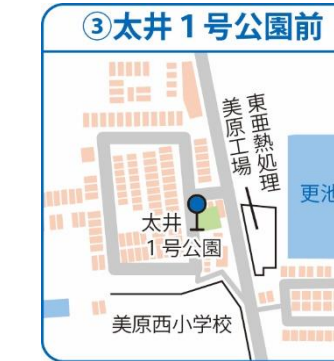 ③太井1号公園前
東亜熱処理
美原工場
更池
太井
1号公園
美原西小学校